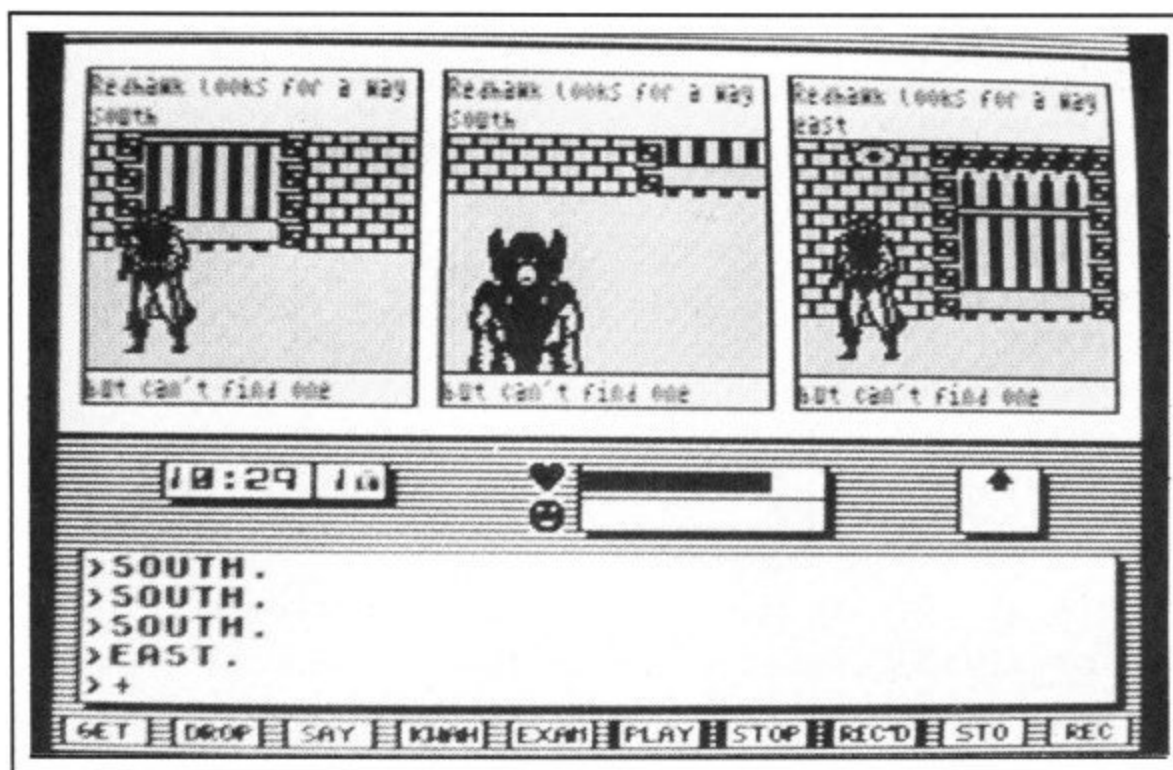 Redhawk looks for a way
south
but can't find one
Redhawk looks for a way
south
but can't find one
Redhawk looks for a way
east
but can't find one
10:29
>SOUTH.
>SOUTH.
>SOUTH.
>EAST.
>+
GET DROP SAY KWAH EXAM PLAY STOP REC'D STO REC